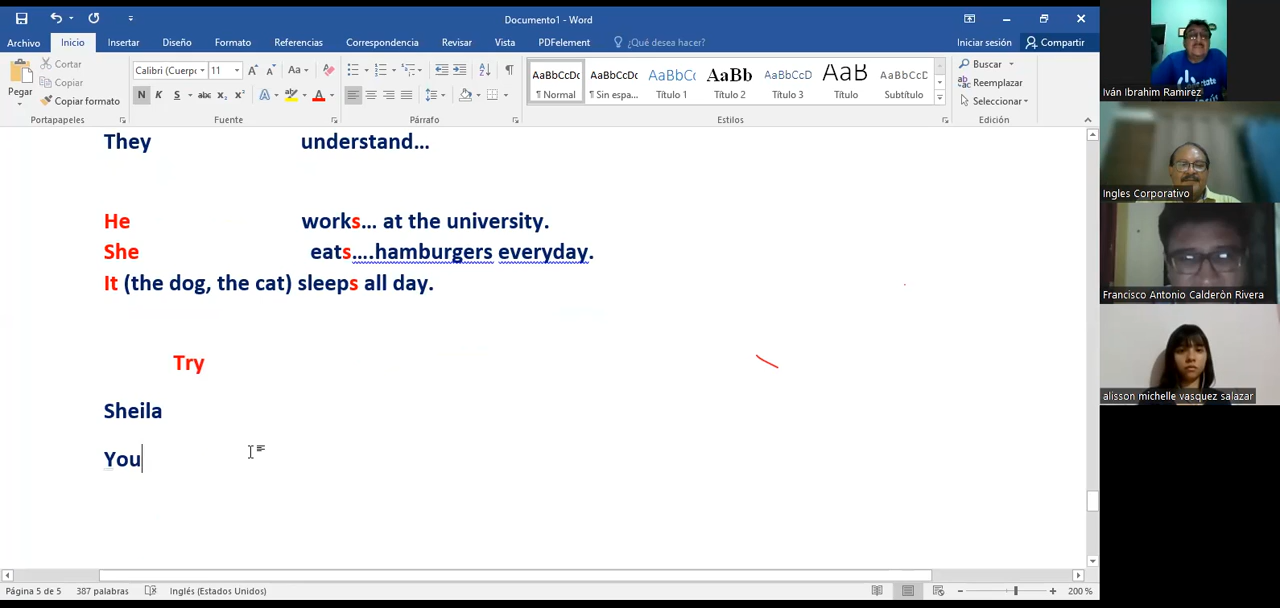 Documento1 - Word
Archivo Inicio Insertar Diseño Formato Referencias Correspondencia Revisar Vista PDFelement ¿Qué desea hacer? Iniciar sesión Compartir
Pegar
Cortar
Copiar
Copiar formato
Portapapeles
Calibri (Cuerpo 11
Aa
N K S abc x₂ x² A A
Fuente
Párrafo
AaBbCcDc AaBbCcDc AaBbCc AaBb AaBbCcD AaB AaBbCcD
¶ Normal ¶ Sin espa... Título 1 Título 2 Título 3 Título Subtítulo
Estilos
Buscar
Reemplazar
Seleccionar
Edición
They understand...
He works... at the university.
She eats....hamburgers everyday.
It (the dog, the cat) sleeps all day.
Try
Sheila
You
Página 5 de 5 387 palabras Inglés (Estados Unidos) 200 %
Iván Ibrahim Ramirez
Ingles Corporativo
Francisco Antonio Calderòn Rivera
alisson michelle vasquez salazar